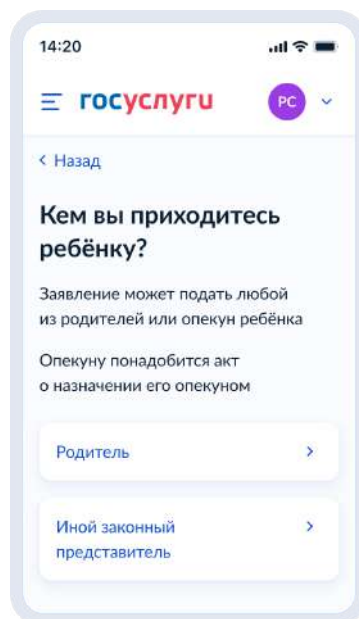 14:20
госуслуги
РС
Назад
Кем вы приходитесь
ребёнку?
Заявление может подать любой
из родителей или опекун ребёнка
Опекуну понадобится акт
о назначении его опекуном
Родитель
Иной законный
представитель